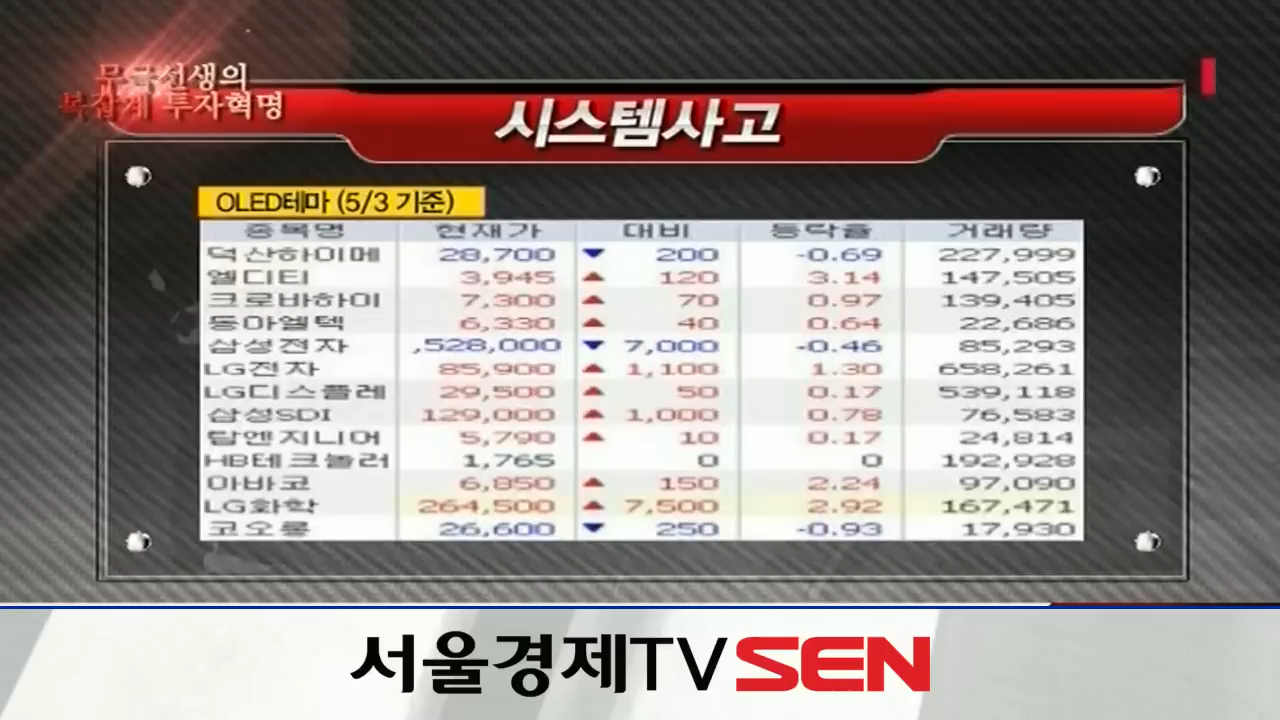 무극선생의
복잡계 투자혁명
시스템사고
OLED테마 (5/3 기준)
종목명 현재가 대비 등락율 거래량
덕산하이메 28,700 ▼ 200 -0.69 227,999
엘디티 3,945 ▲ 120 3.14 147,505
크로바하이 7,300 ▲ 70 0.97 139,405
동아엘텍 6,330 ▲ 40 0.64 22,686
삼성전자 ,528,000 ▼ 7,000 -0.46 85,293
LG전자 85,900 ▲ 1,100 1.30 658,261
LG디스플레 29,500 ▲ 50 0.17 539,118
삼성SDI 129,000 ▲ 1,000 0.78 76,583
탑엔지니어 5,790 ▲ 10 0.17 24,814
HB테크놀러 1,765 0 0 192,928
아바코 6,850 ▲ 150 2.24 97,090
LG화학 264,500 ▲ 7,500 2.92 167,471
코오롱 26,600 ▼ 250 -0.93 17,930
서울경제TV SEN